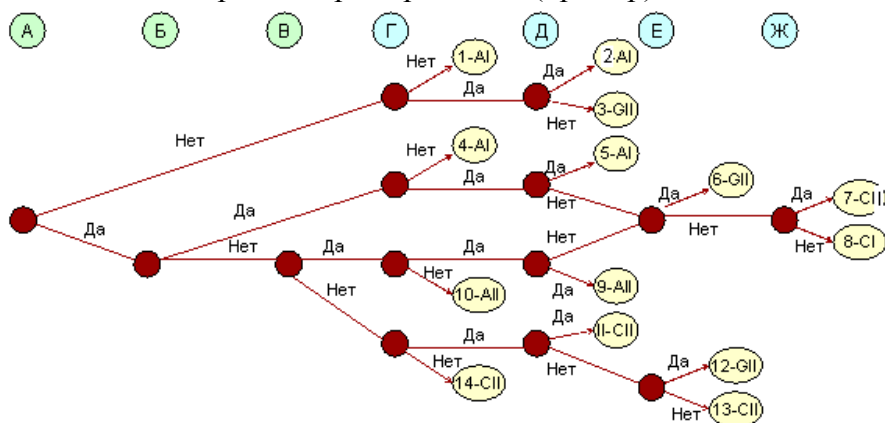 А Б В Г Д Е Ж
Нет 1-AI Да 2-AI
Да
Нет 3-GII
Нет
Нет 4-AI Да 5-AI
Да Да
Нет
Да 6-GII Да 7-CII
Нет
Нет 8-CI
Да Нет Да Да Нет
Нет 10-AII Да 9-AII
Нет
Да Да II-CII
Нет 14-CII Нет
Да 12-GII
Нет 13-CII